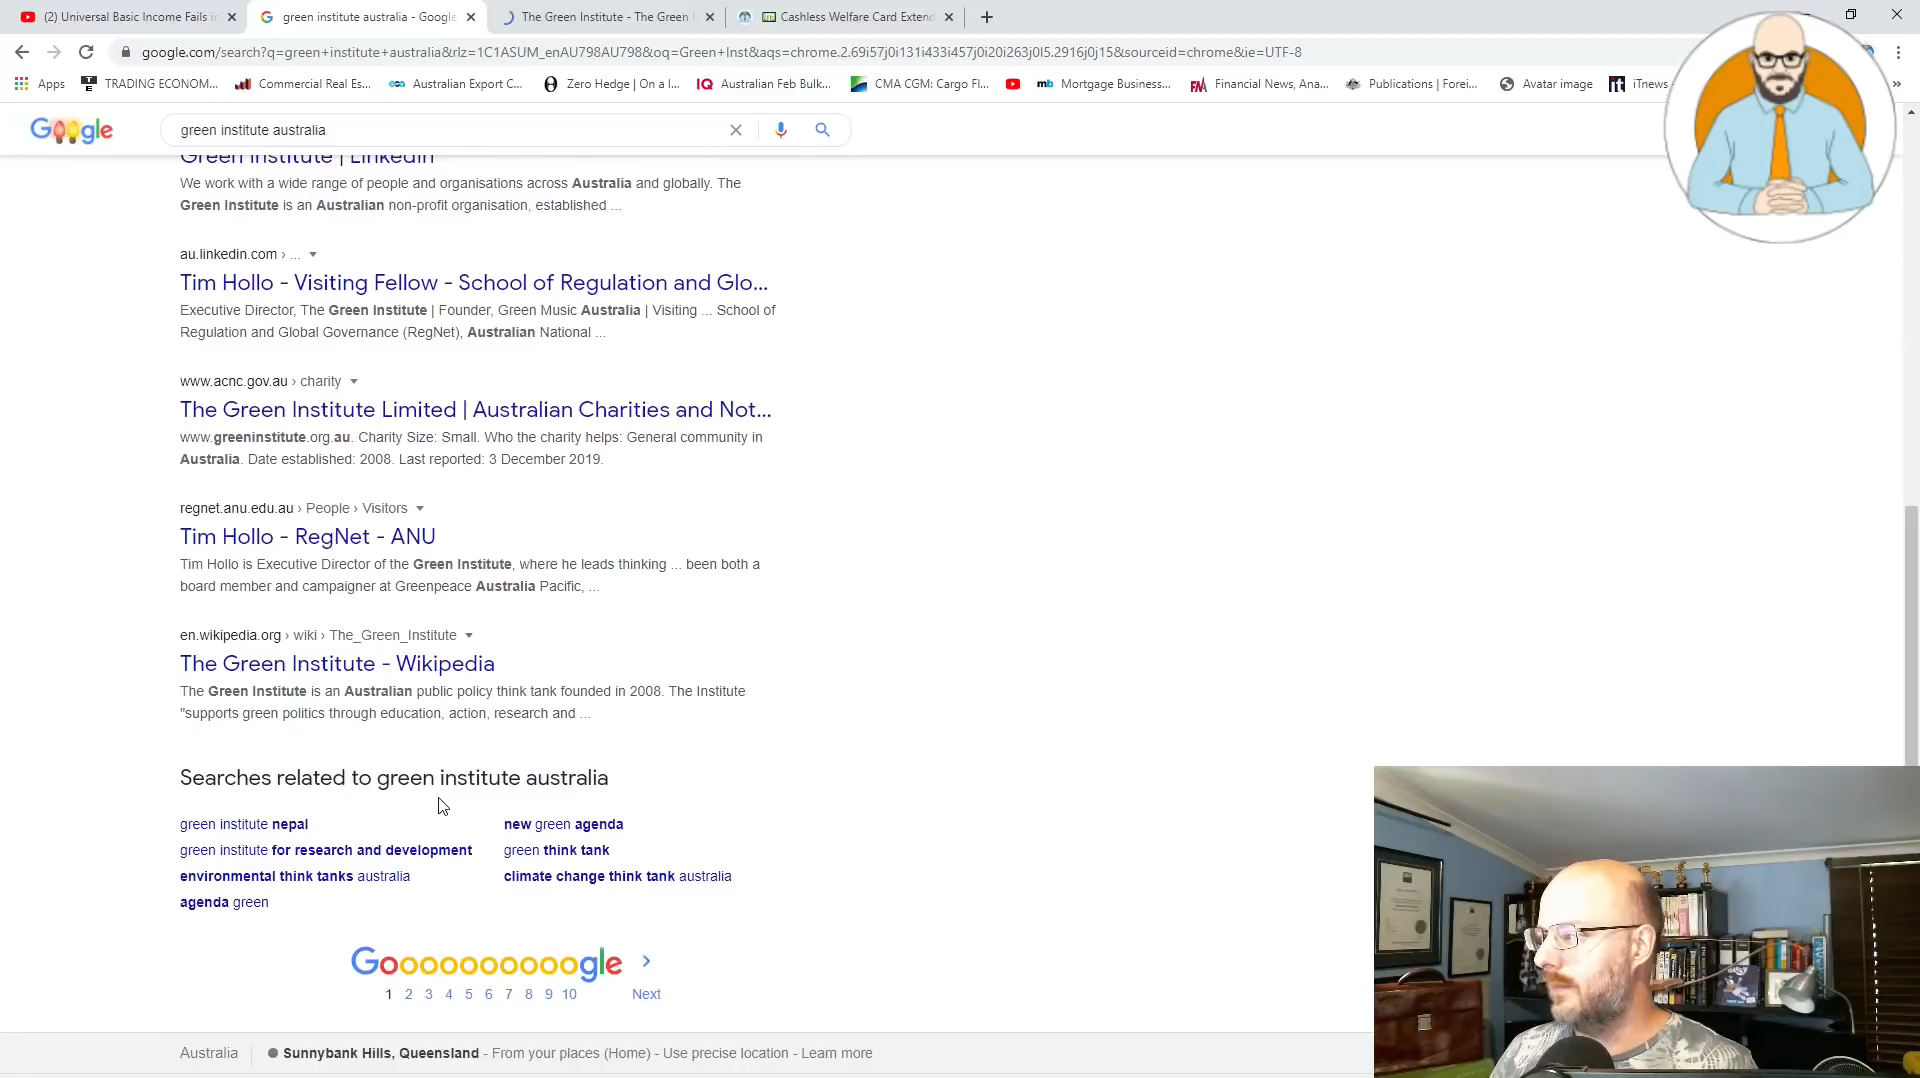 (2) Universal Basic Income Fails i
green institute australia - Google
The Green Institute - The Green
Cashless Welfare Card Extend
google.com/search?q=green+institute+australia&rlz=1C1ASUM_enAU798AU798&oq=Green+Inst&aqs=chrome.2.69i57j0i131i433i457j0i20i263j0l5.2916j0j15&sourceid=chrome&ie=UTF-8
Apps
TRADING ECONOM...
Commercial Real Es...
Australian Export C...
Zero Hedge | On a l...
Australian Feb Bulk...
CMA CGM: Cargo Fl...
Mortgage Business...
Financial News, Ana...
Publications | Forei...
Avatar image
iTnews
Google
green institute australia
Green Institute | LinkedIn
We work with a wide range of people and organisations across Australia and globally. The
Green Institute is an Australian non-profit organisation, established ...
au.linkedin.com › ...
Tim Hollo - Visiting Fellow - School of Regulation and Glo...
Executive Director, The Green Institute | Founder, Green Music Australia | Visiting ... School of
Regulation and Global Governance (RegNet), Australian National ...
www.acnc.gov.au › charity
The Green Institute Limited | Australian Charities and Not...
www.greeninstitute.org.au. Charity Size: Small. Who the charity helps: General community in
Australia. Date established: 2008. Last reported: 3 December 2019.
regnet.anu.edu.au › People › Visitors
Tim Hollo - RegNet - ANU
Tim Hollo is Executive Director of the Green Institute, where he leads thinking ... been both a
board member and campaigner at Greenpeace Australia Pacific, ...
en.wikipedia.org › wiki › The_Green_Institute
The Green Institute - Wikipedia
The Green Institute is an Australian public policy think tank founded in 2008. The Institute
"supports green politics through education, action, research and ...
Searches related to green institute australia
green institute nepal
new green agenda
green institute for research and development
green think tank
environmental think tanks australia
climate change think tank australia
agenda green
Goooooooooogle
1 2 3 4 5 6 7 8 9 10 Next
Australia
Sunnybank Hills, Queensland - From your places (Home) - Use precise location - Learn more